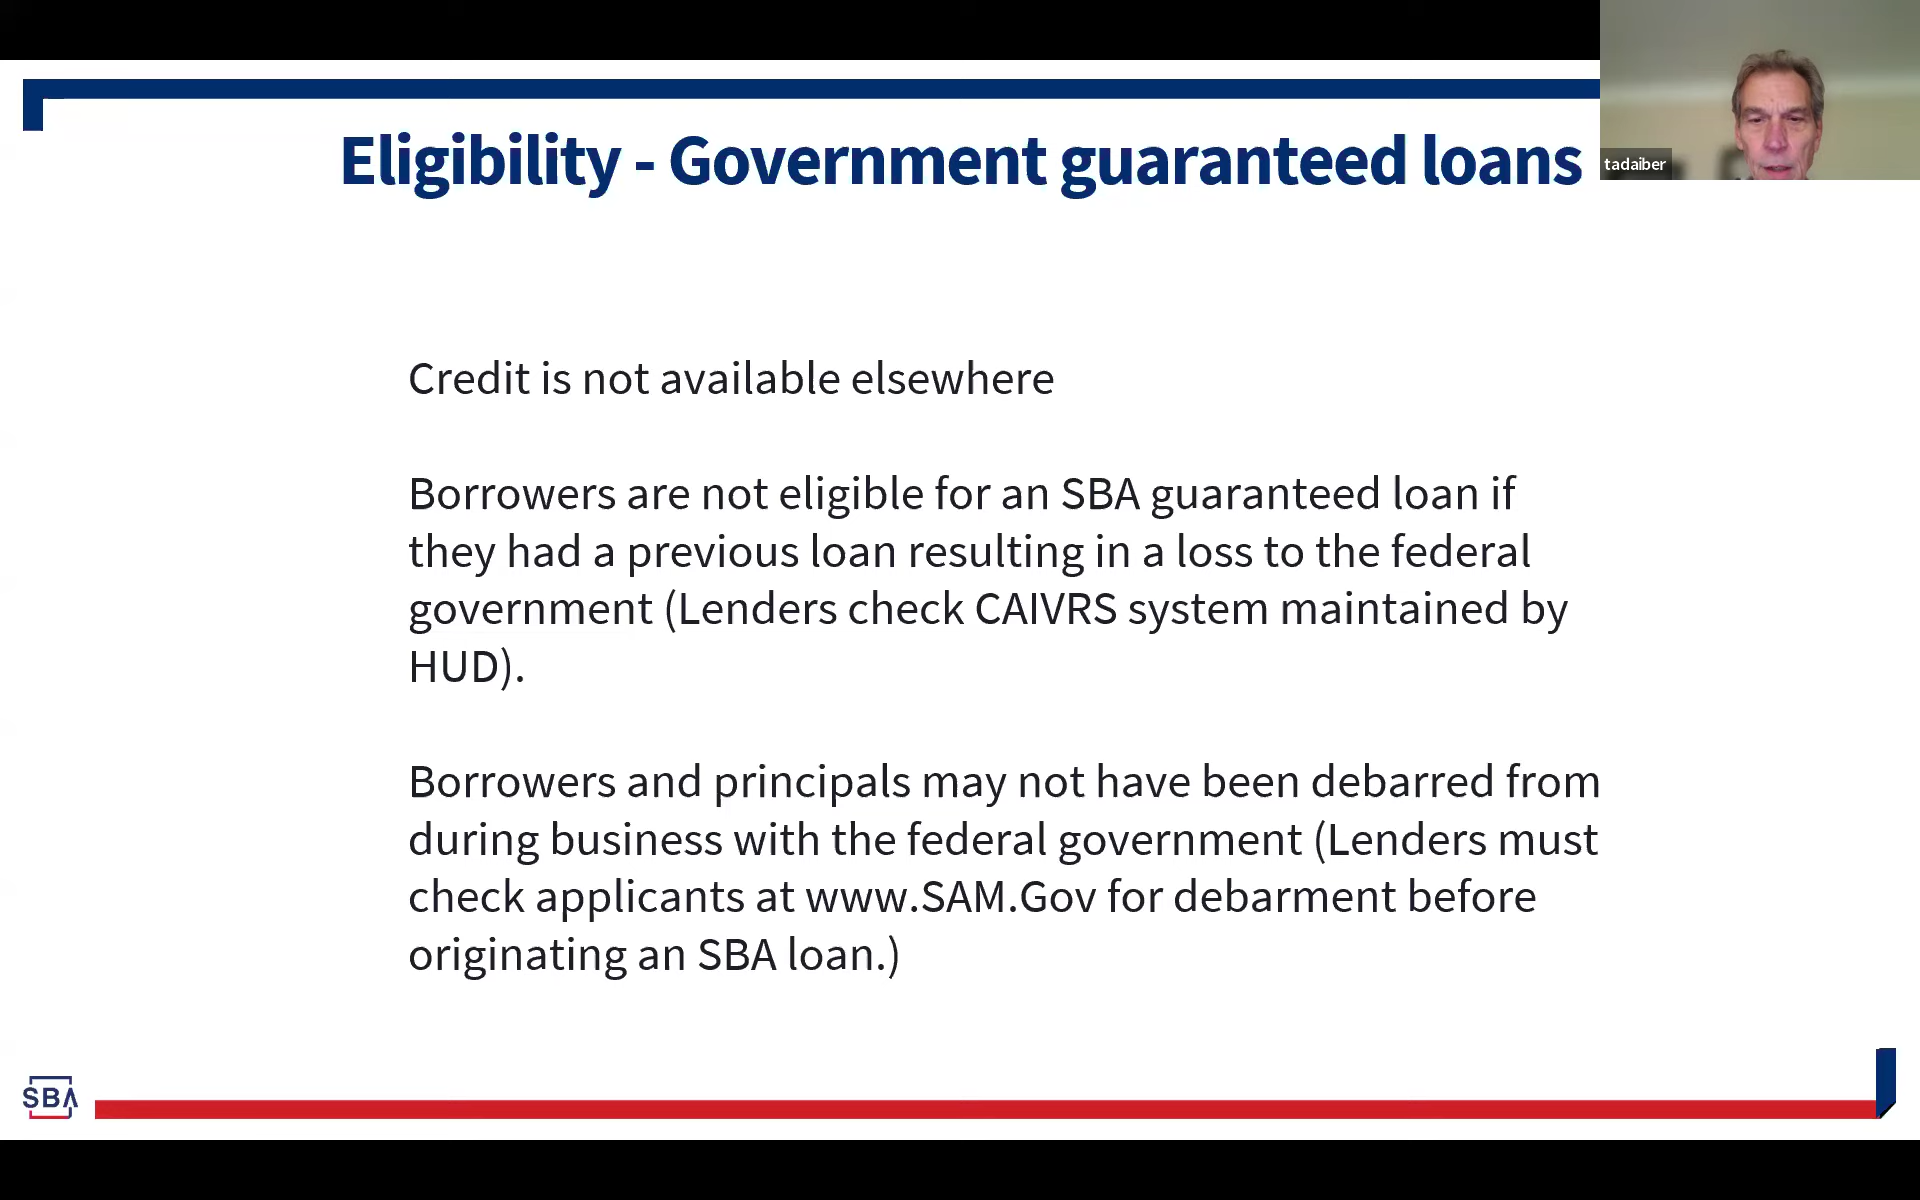 Eligibility - Government guaranteed loans
tadaiber
Credit is not available elsewhere
Borrowers are not eligible for an SBA guaranteed loan if
they had a previous loan resulting in a loss to the federal
government (Lenders check CAIVRS system maintained by
HUD).
Borrowers and principals may not have been debarred from
during business with the federal government (Lenders must
check applicants at www.SAM.Gov for debarment before
originating an SBA loan.)
SBA